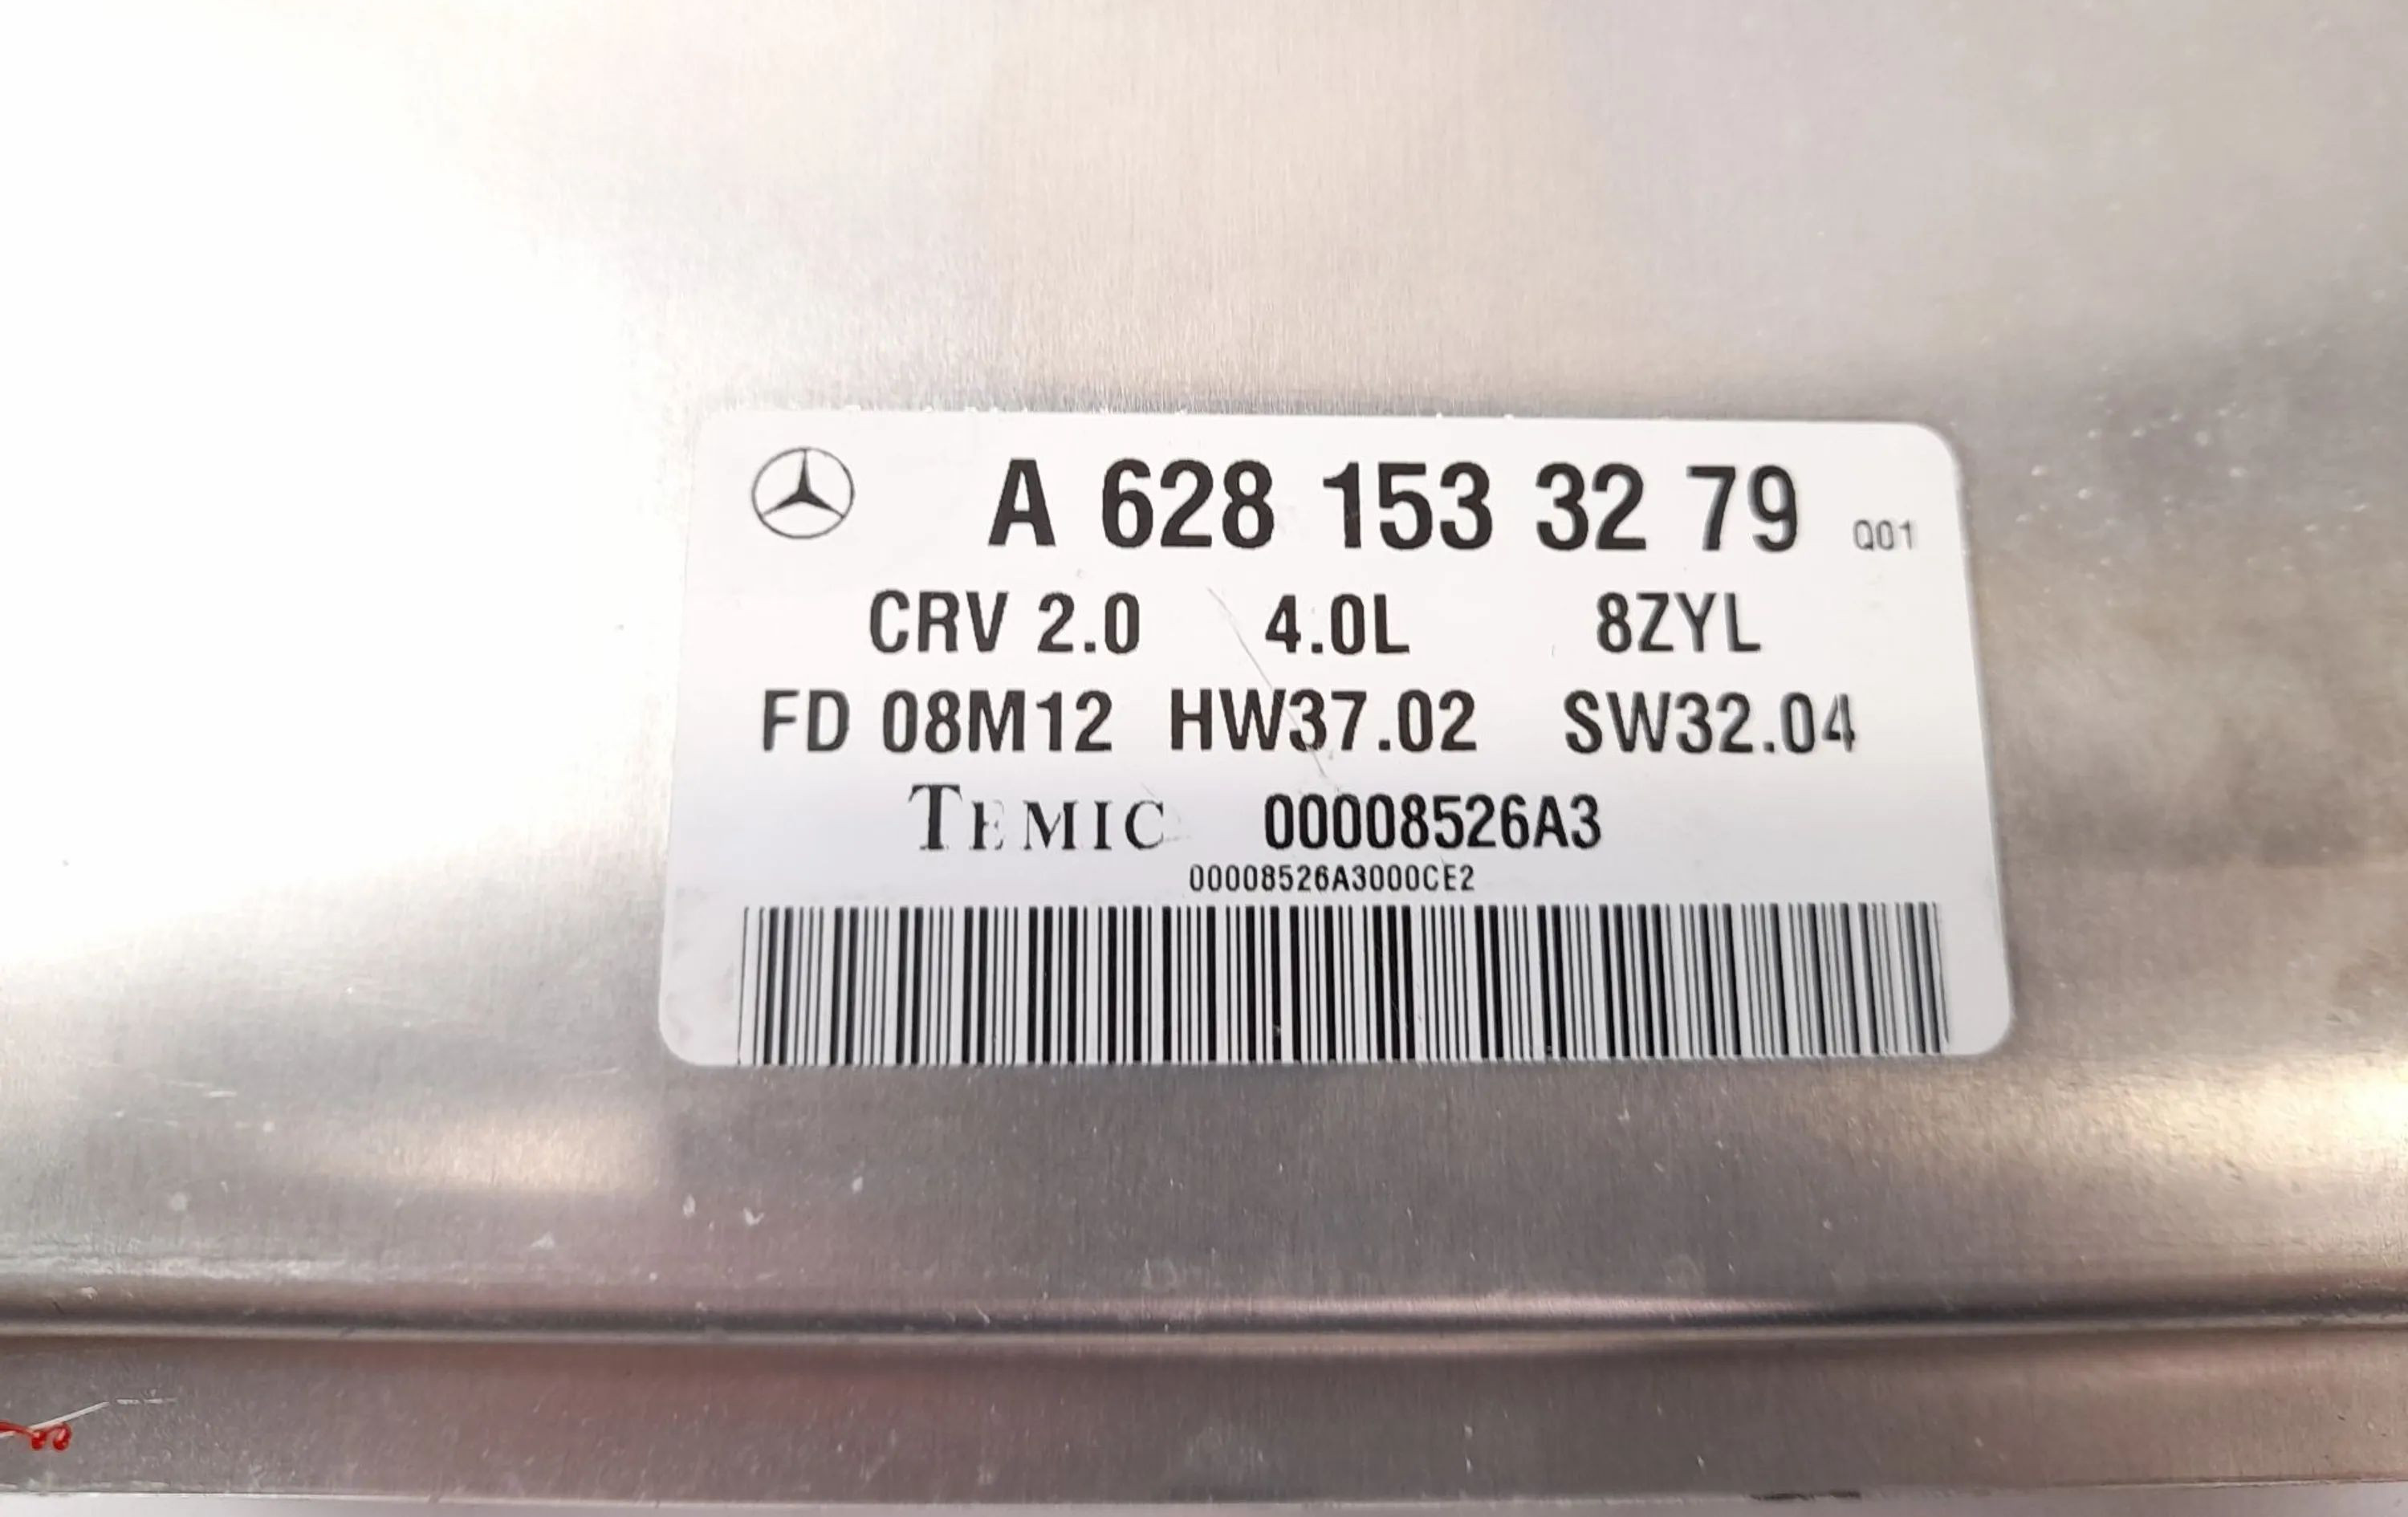 A 628 153 32 79 Q01
CRV 2.0 4.0L 8ZYL
FD 08M12 HW37.02 SW32.04
TEMIC 00008526A3
00008526A3000CE2